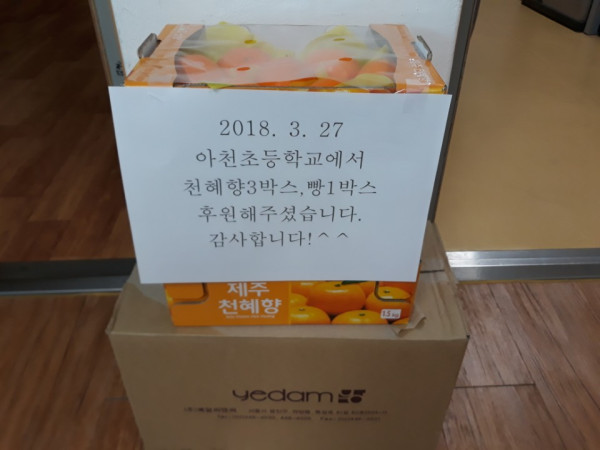 2018. 3. 27
아천초등학교에서
천혜향3박스,빵1박스
후원해주셨습니다.
감사합니다!^ ^
제주
천혜향
1.5kg
yedam